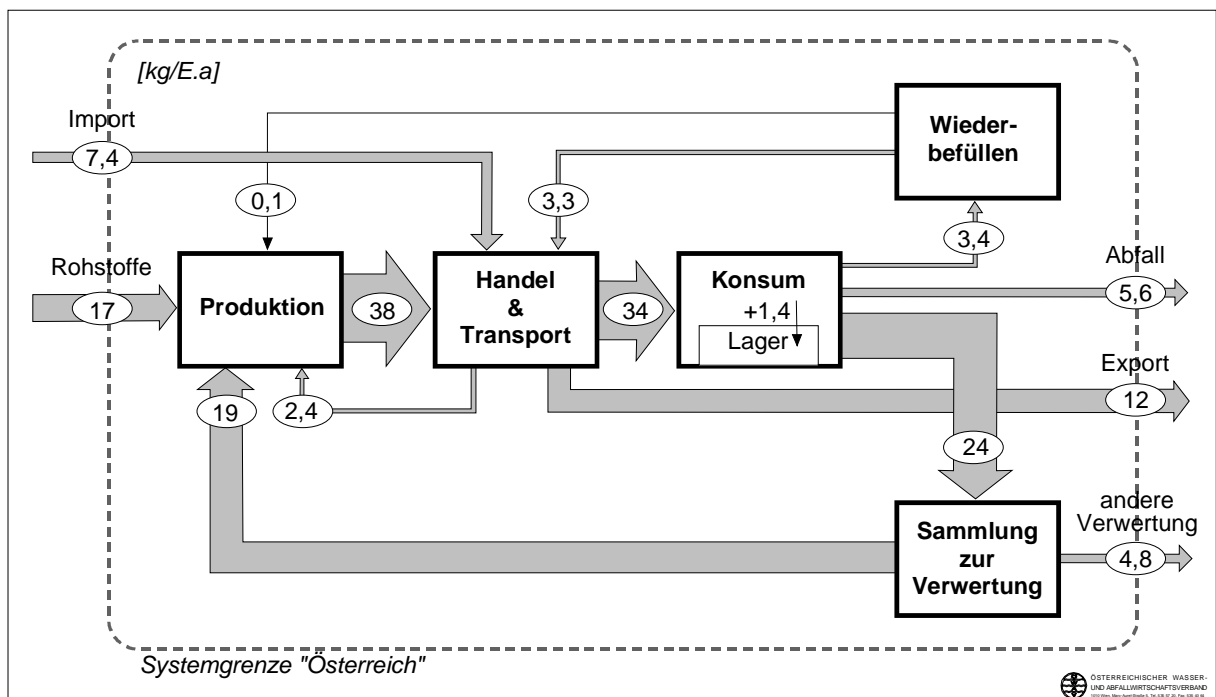 [kg/E.a]
Import
7,4
Wieder-
befüllen
0,1
3,3
3,4
Rohstoffe
17
Produktion
38
Handel
&
Transport
34
Konsum
+1,4
Lager
Abfall
5,6
Export
12
19
2,4
24
andere
Verwertung
4,8
Sammlung
zur
Verwertung
Systemgrenze "Österreich"
ÖSTERREICHISCHER WASSER-
UND ABFALLWIRTSCHAFTSVERBAND